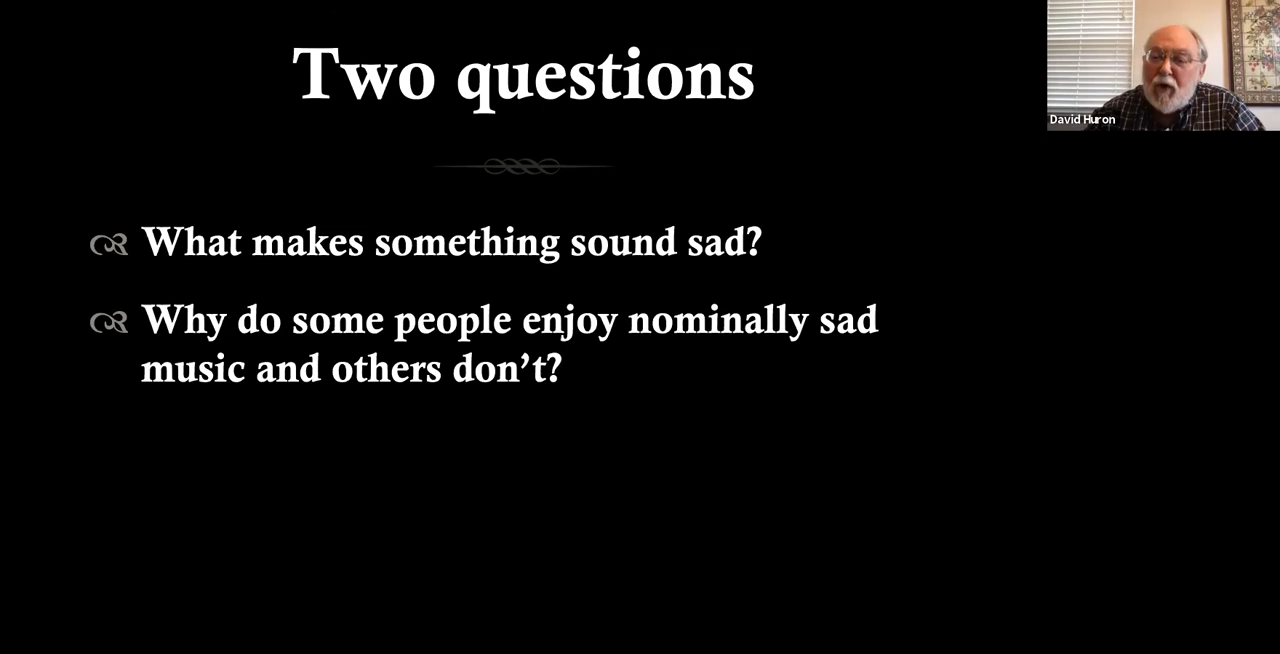 Two questions
David Huron
What makes something sound sad?
Why do some people enjoy nominally sad
music and others don’t?